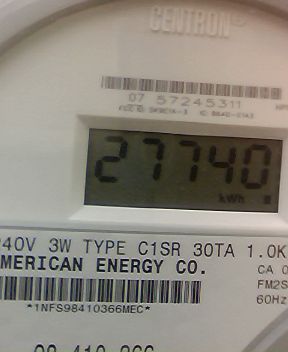 CENTRON®
07 57245311
27740
kWh
240V 3W TYPE C1SR 30TA 1.0K
AMERICAN ENERGY CO.
CA 0
FM2S
60Hz
*1NFS98410366MEC*